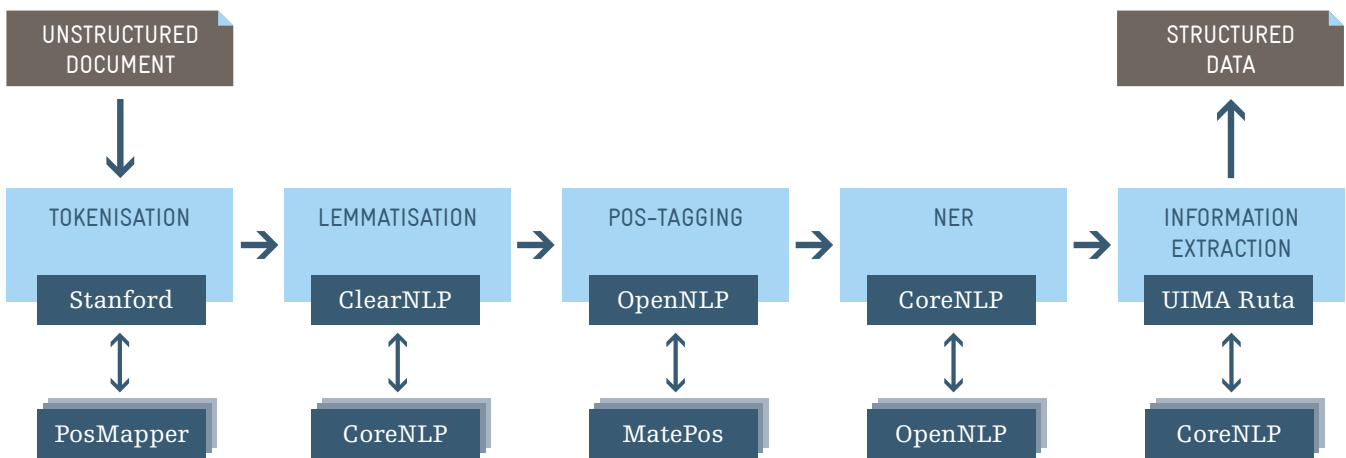 UNSTRUCTURED
DOCUMENT
STRUCTURED
DATA
TOKENISATION
LEMMATISATION
POS-TAGGING
NER
INFORMATION
EXTRACTION
Stanford
ClearNLP
OpenNLP
CoreNLP
UIMA Ruta
PosMapper
CoreNLP
MatePos
OpenNLP
CoreNLP